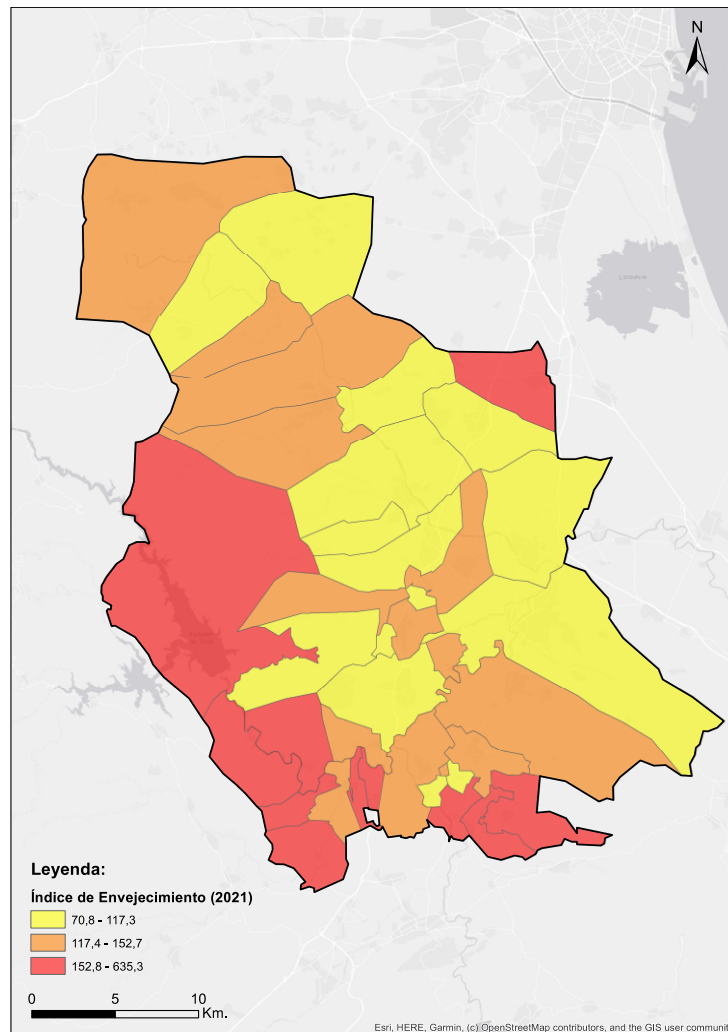 N
Leyenda:
Índice de Envejecimiento (2021)
70,8 - 117,3
117,4 - 152,7
152,8 - 635,3
0 5 10
Km.
Esri, HERE, Garmin, (c) OpenStreetMap contributors, and the GIS user communi